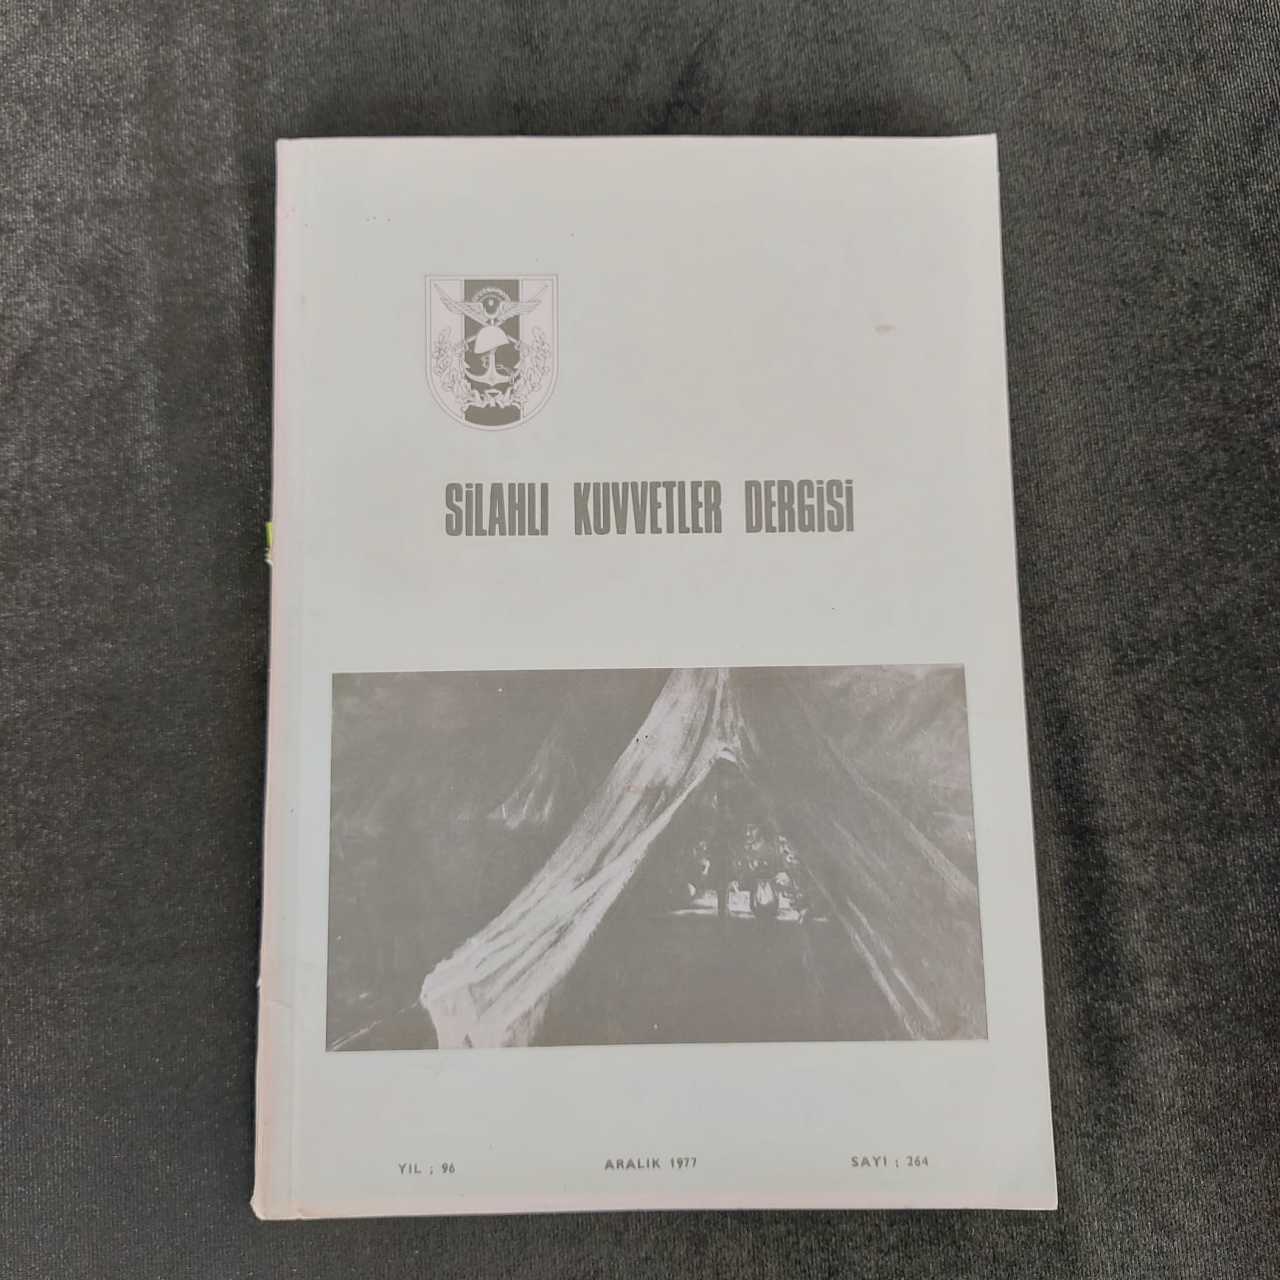 SiLAHLI KUVVETLER DERGiSi
YIL ; 96 ARALIK 1977 SAYI ; 264